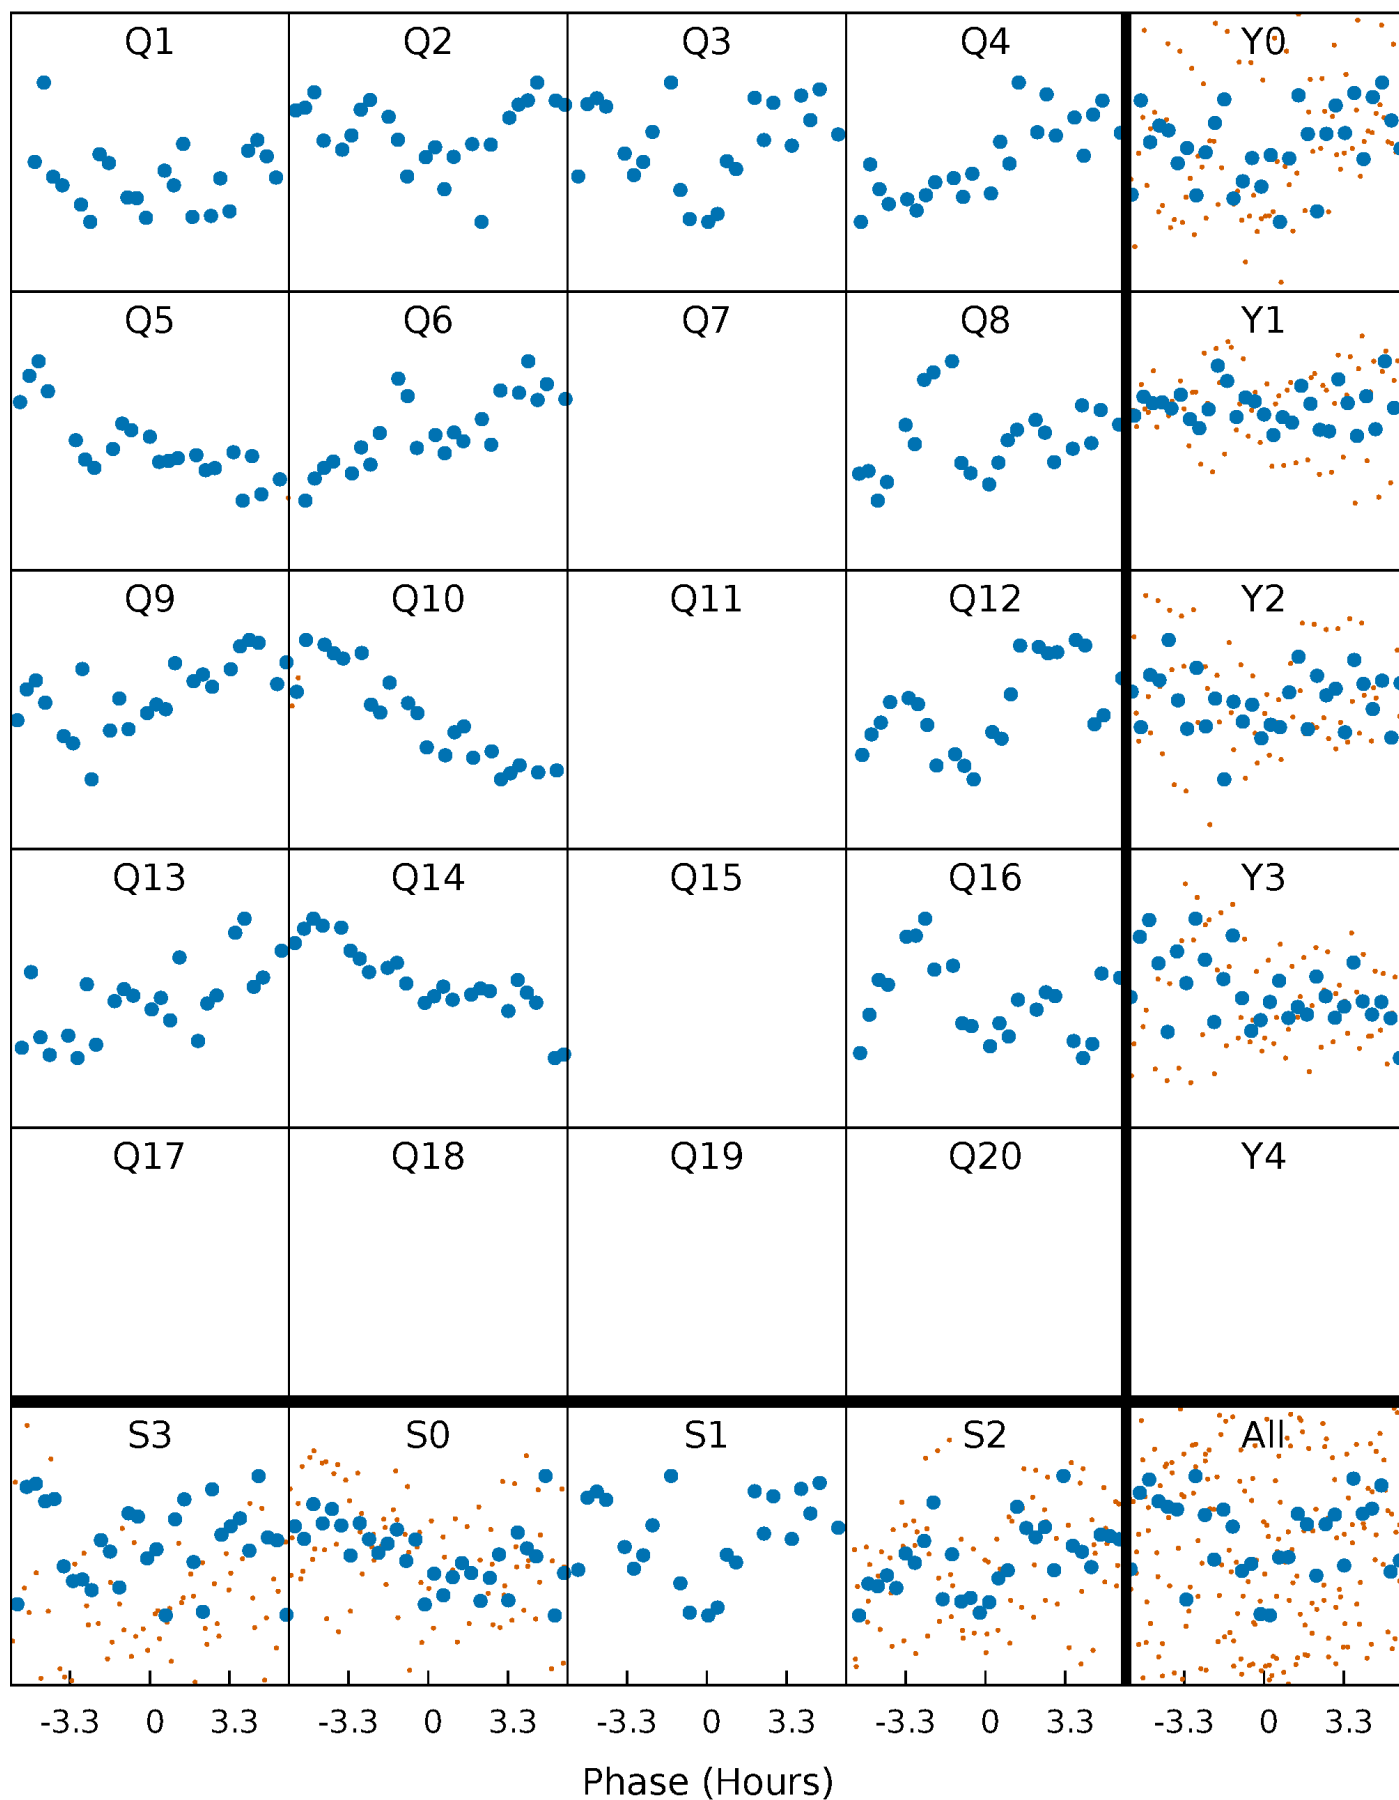 Q1 Q2 Q3 Q4 Y0
Q5 Q6 Q7 Q8 Y1
Q9 Q10 Q11 Q12 Y2
Q13 Q14 Q15 Q16 Y3
Q17 Q18 Q19 Q20 Y4
S3 S0 S1 S2 All
-3.3 0 3.3 -3.3 0 3.3 -3.3 0 3.3 -3.3 0 3.3 -3.3 0 3.3
Phase (Hours)